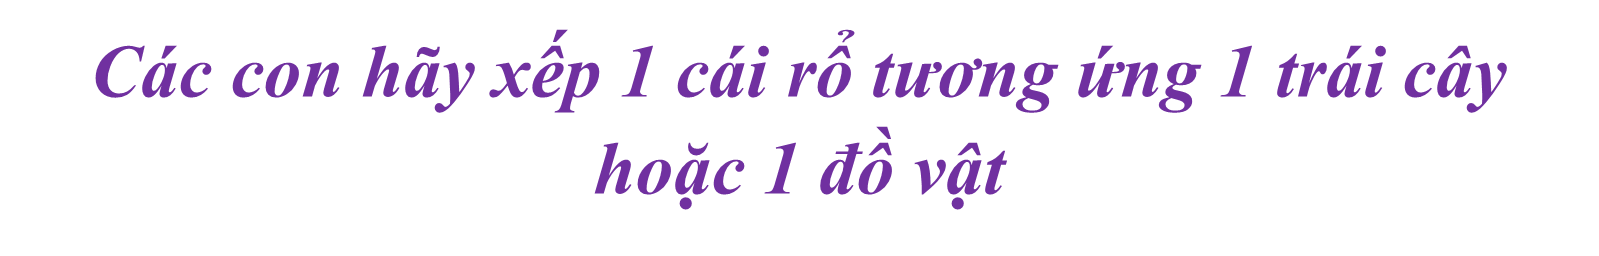 Các con hãy xếp 1 cái rổ tương ứng 1 trái cây
hoặc 1 đồ vật